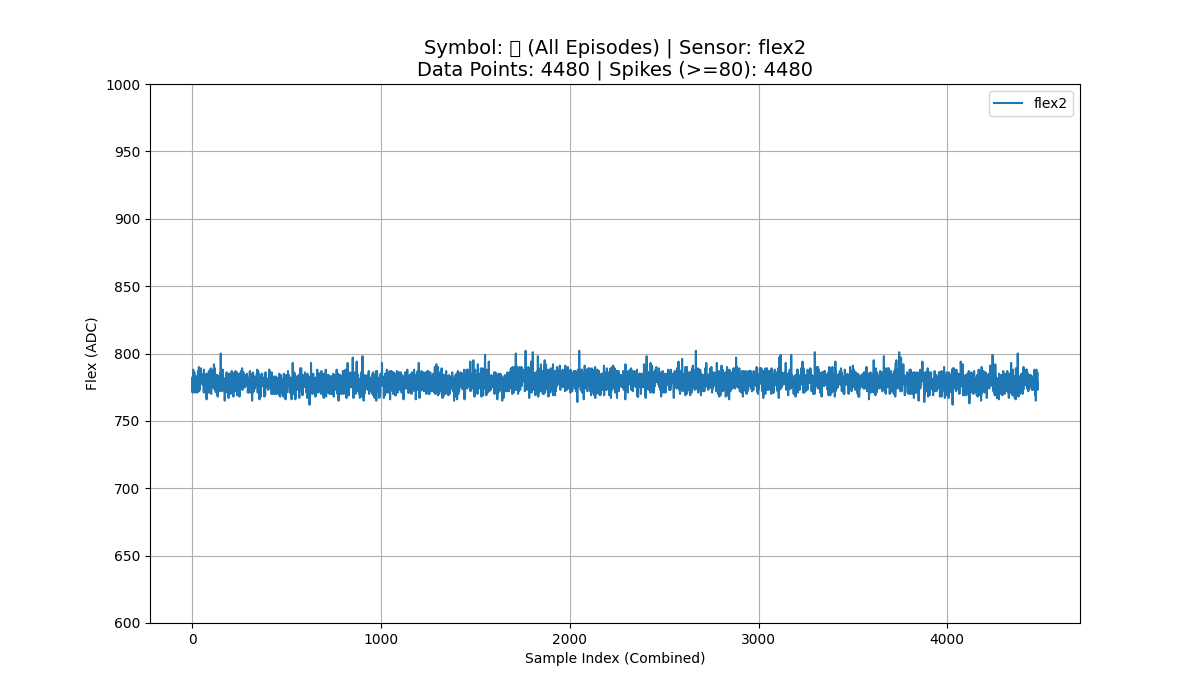 Symbol: (All Episodes) | Sensor: flex2
Data Points: 4480 | Spikes (>=80): 4480
flex2
1000
950
900
850
800
750
700
650
600
Flex (ADC)
0
1000
2000
3000
4000
Sample Index (Combined)